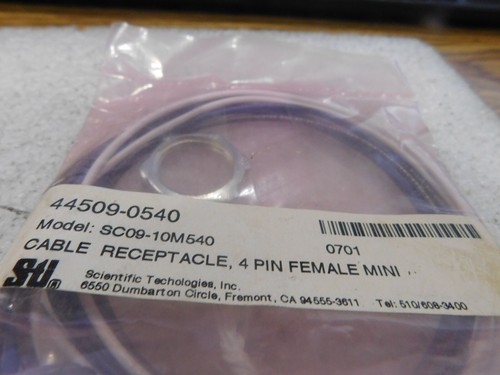 44509-0540
Model: SC09-10M540
0701
CABLE RECEPTACLE, 4 PIN FEMALE MINI
STI®
Scientific Techologies, Inc.
6550 Dumbarton Circle, Fremont, CA 94555-3611 Tel: 510/608-3400